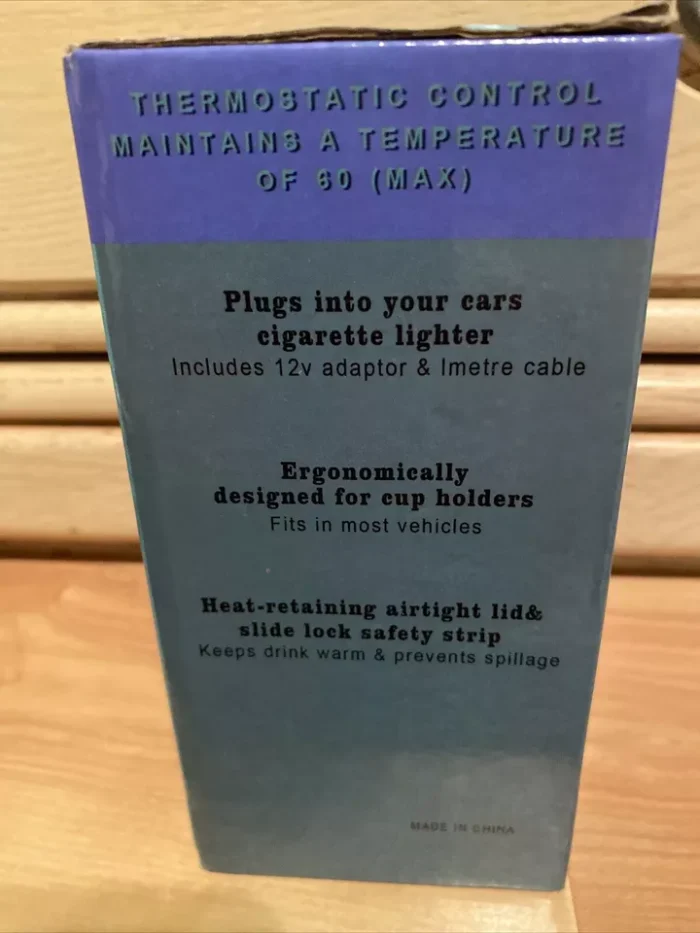 THERMOSTATIC CONTROL
MAINTAINS A TEMPERATURE
OF 60 (MAX)
Plugs into your cars
cigarette lighter
Includes 12v adaptor & lmetre cable
Ergonomically
designed for cup holders
Fits in most vehicles
Heat-retaining airtight lid&
slide lock safety strip
Keeps drink warm & prevents spillage
MADE IN CHINA